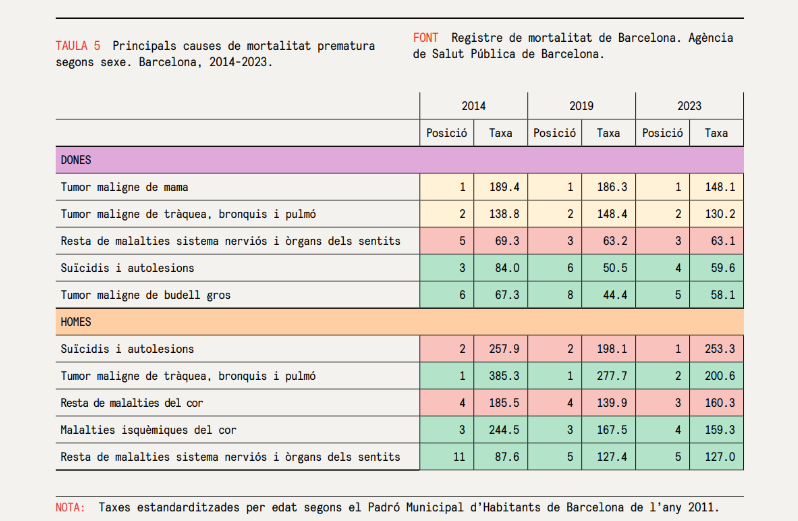 TAULA 5 Principals causes de mortalitat prematura
segons sexe. Barcelona, 2014-2023.
FONT Registre de mortalitat de Barcelona. Agència
de Salut Pública de Barcelona.
2014 2019 2023
Posició Taxa Posició Taxa Posició Taxa
DONES
Tumor maligne de mama 1 189.4 1 186.3 1 148.1
Tumor maligne de tràquea, bronquis i pulmó 2 138.8 2 148.4 2 130.2
Resta de malalties sistema nerviós i òrgans dels sentits 5 69.3 3 63.2 3 63.1
Suïcidis i autolesions 3 84.0 6 50.5 4 59.6
Tumor maligne de budell gros 6 67.3 8 44.4 5 58.1
HOMES
Suïcidis i autolesions 2 257.9 2 198.1 1 253.3
Tumor maligne de tràquea, bronquis i pulmó 1 385.3 1 277.7 2 200.6
Resta de malalties del cor 4 185.5 4 139.9 3 160.3
Malalties isquèmiques del cor 3 244.5 3 167.5 4 159.3
Resta de malalties sistema nerviós i òrgans dels sentits 11 87.6 5 127.4 5 127.0
NOTA: Taxes estandarditzades per edat segons el Padró Municipal d'Habitants de Barcelona de l'any 2011.